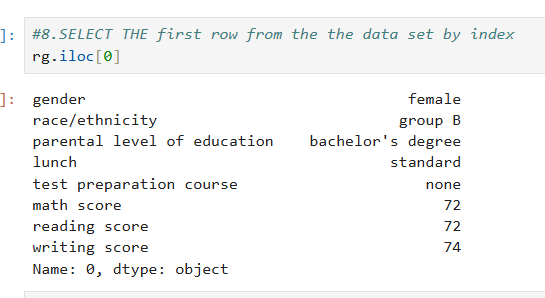 ]: #8.SELECT THE first row from the the data set by index
rg.iloc[0]
]: gender female
race/ethnicity group B
parental level of education bachelor's degree
lunch standard
test preparation course none
math score 72
reading score 72
writing score 74
Name: 0, dtype: object